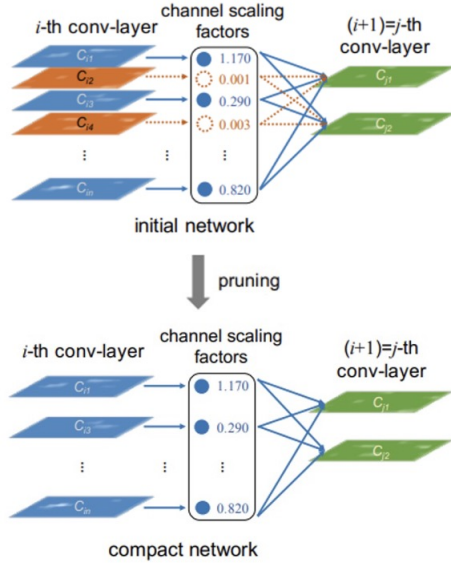 i-th conv-layer
channel scaling
factors
(i+1)=j-th
conv-layer
Ci1
1.170
Cj1
Ci2
0.001
Ci3
0.290
Ci4
0.003
Cj2
...
...
...
Cin
0.820
initial network
pruning
i-th conv-layer
channel scaling
factors
(i+1)=j-th
conv-layer
Ci1
1.170
Cj1
Ci3
0.290
Cj2
...
...
...
Cin
0.820
compact network